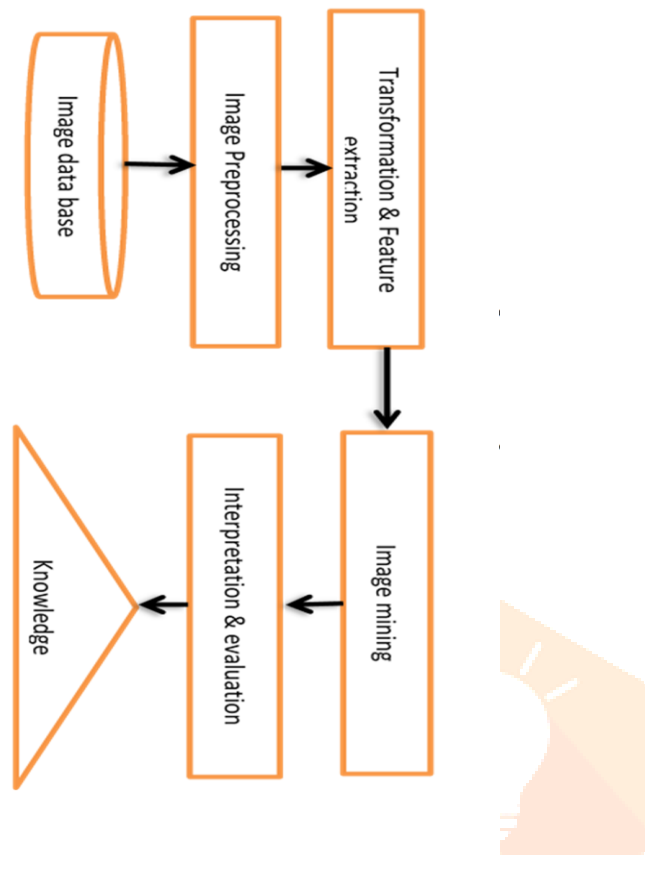 Image data base
Image Preprocessing
Transformation & Feature
extraction
Image mining
Interpretation & evaluation
Knowledge